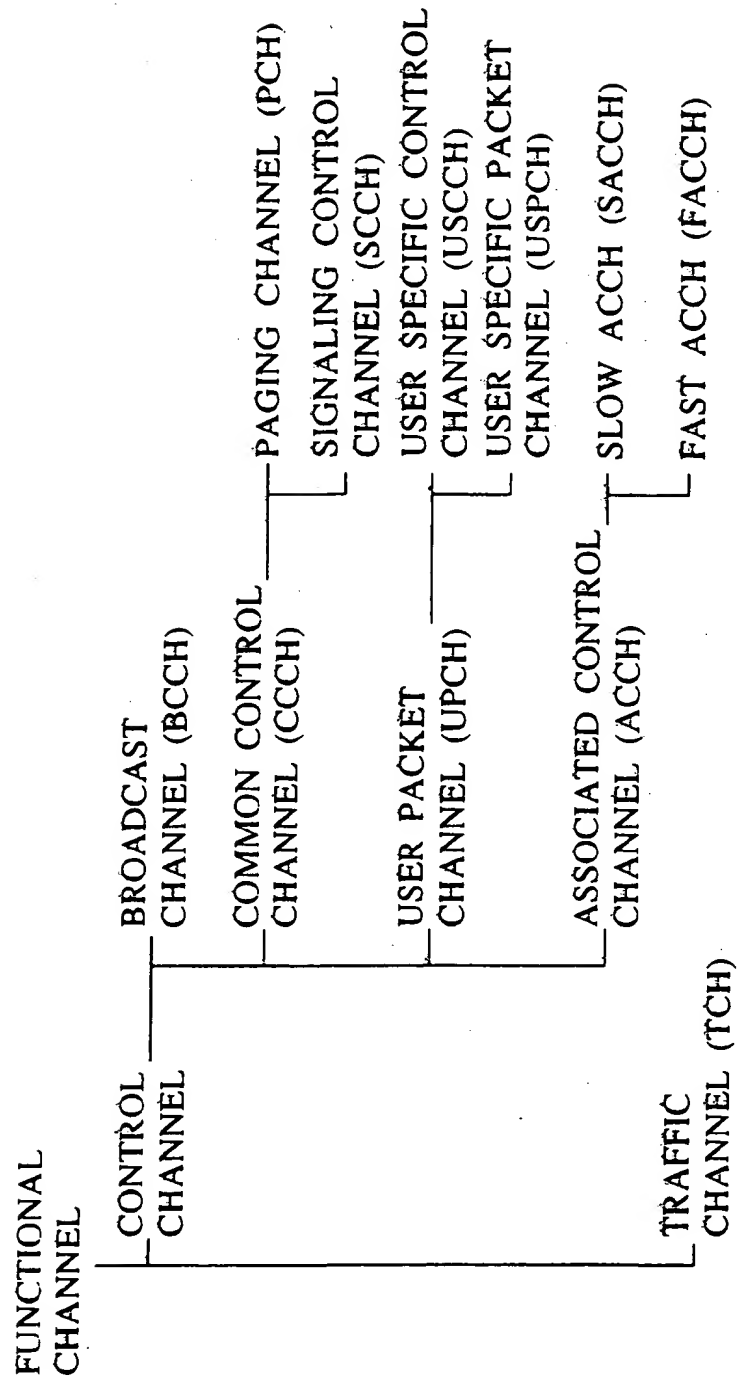 FUNCTIONAL
CHANNEL
CONTROL
CHANNEL
BROADCAST
CHANNEL (BCCH)
COMMON CONTROL
CHANNEL (CCCH)
PAGING CHANNEL (PCH)
SIGNALING CONTROL
CHANNEL (SCCH)
USER PACKET
CHANNEL (UPCH)
USER SPECIFIC CONTROL
CHANNEL (USCCH)
USER SPECIFIC PACKET
CHANNEL (USPCH)
ASSOCIATED CONTROL
CHANNEL (ACCH)
SLOW ACCH (SACCH)
FAST ACCH (FACCH)
TRAFFIC
CHANNEL (TCH)